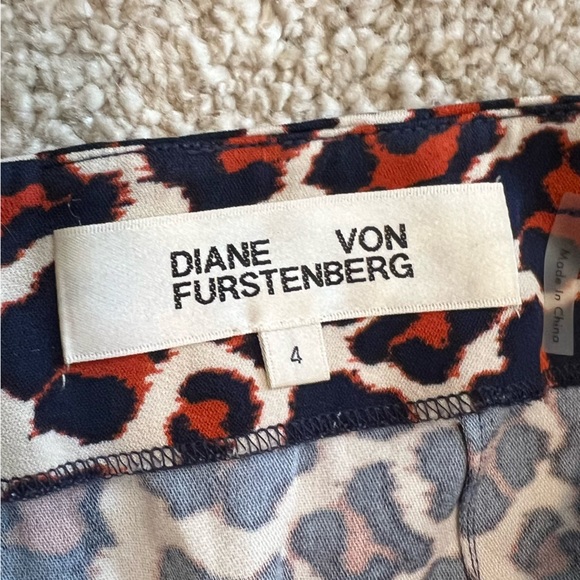 DIANE VON
FURSTENBERG
4
Made in China